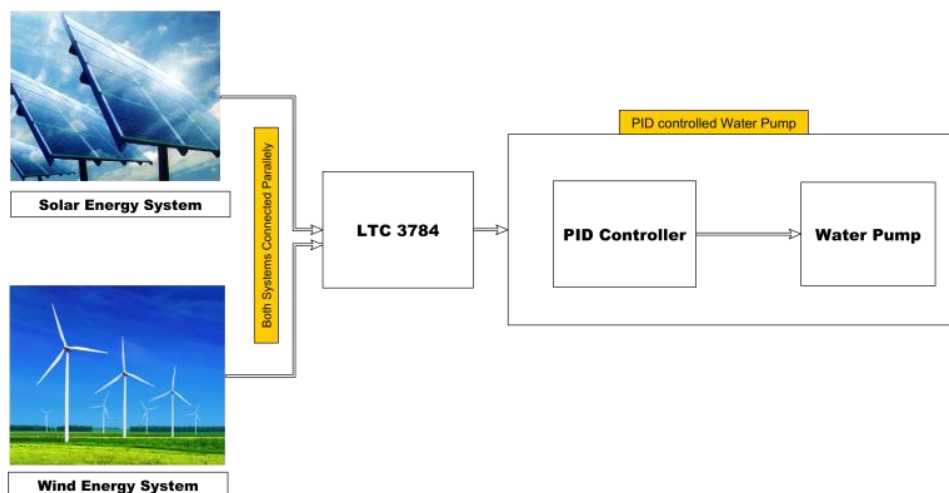 PID controlled Water Pump
Both Systems Connected Parallely
Solar Energy System
LTC 3784
PID Controller
Water Pump
Wind Energy System